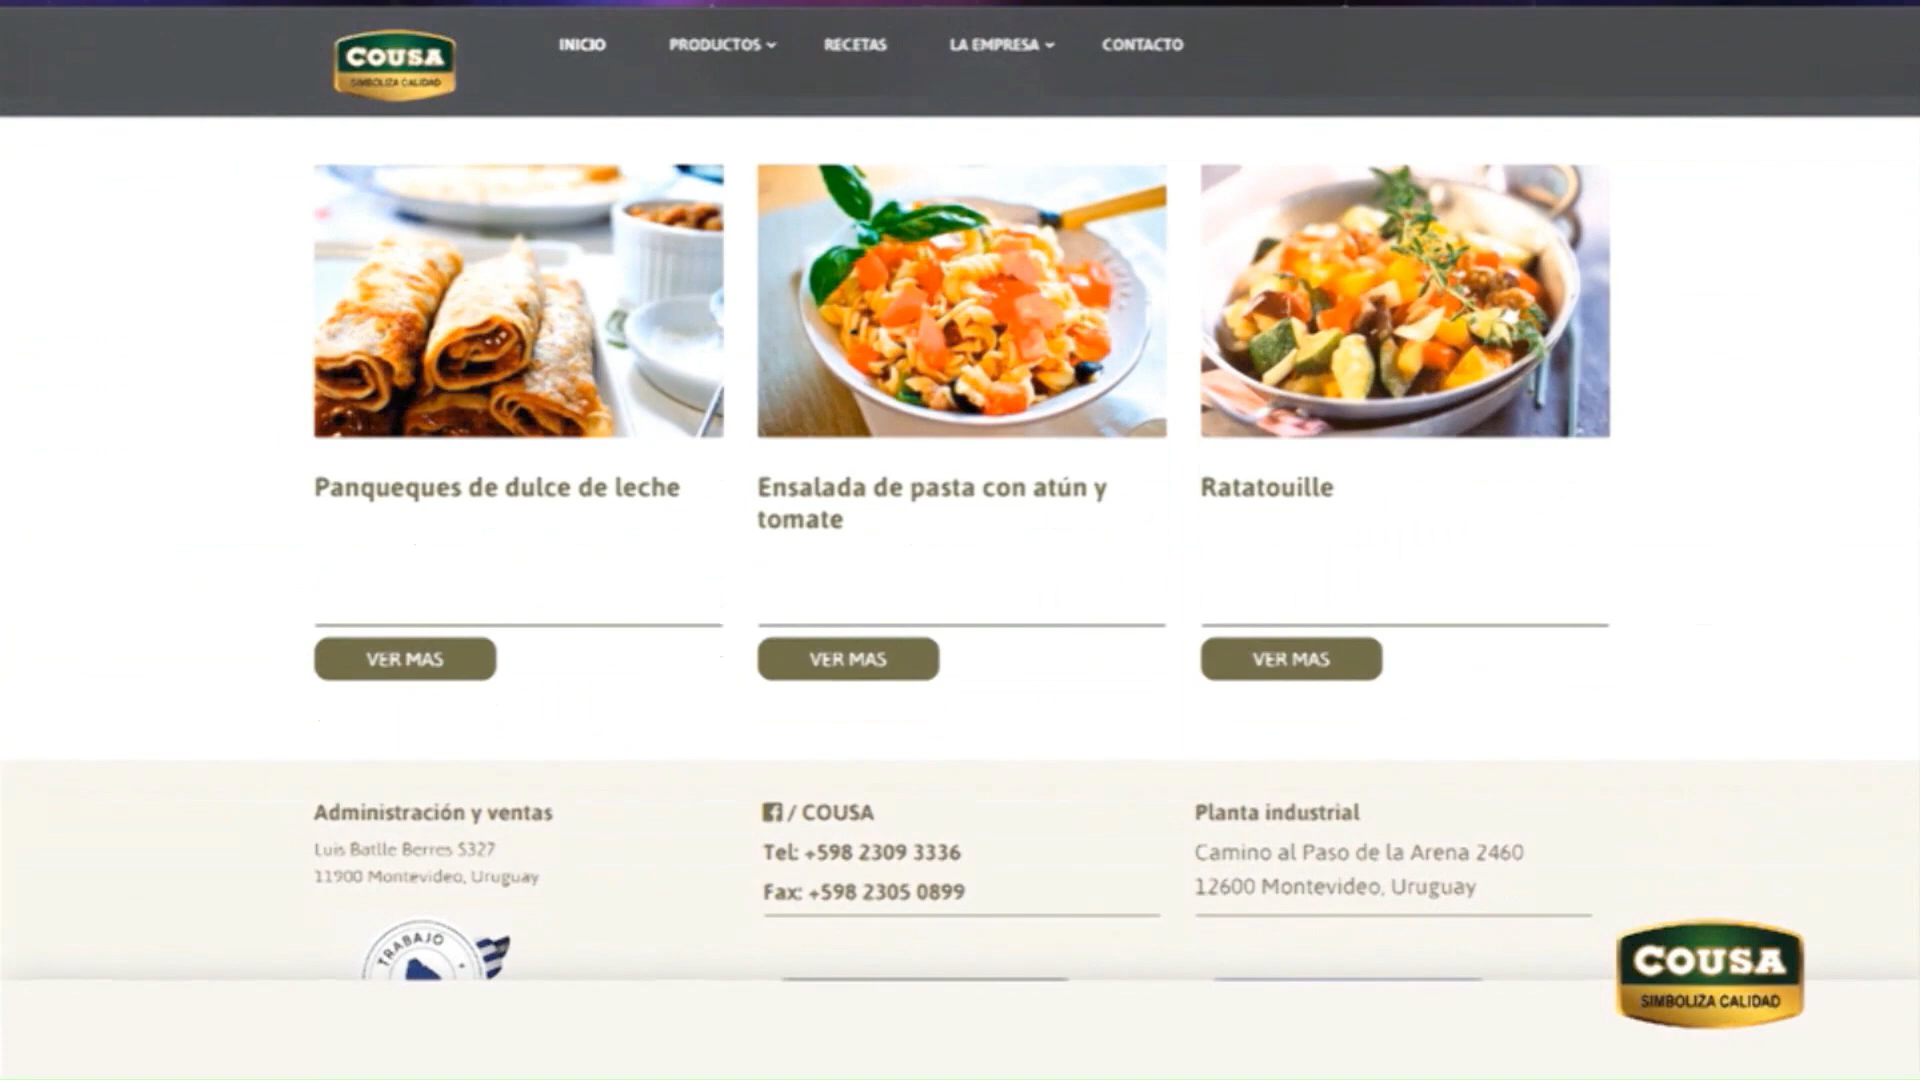 COUSA
SIMBOLIZA CALIDAD
INICIO
PRODUCTOS
RECETAS
LA EMPRESA
CONTACTO
Panqueques de dulce de leche
Ensalada de pasta con atún y
tomate
Ratatouille
VER MAS
VER MAS
VER MAS
Administración y ventas
Luis Batlle Berres 5327
11900 Montevideo, Uruguay
TRABAJO
/ COUSA
Tel: +598 2309 3336
Fax: +598 2305 0899
Planta industrial
Camino al Paso de la Arena 2460
12600 Montevideo, Uruguay
COUSA
SIMBOLIZA CALIDAD